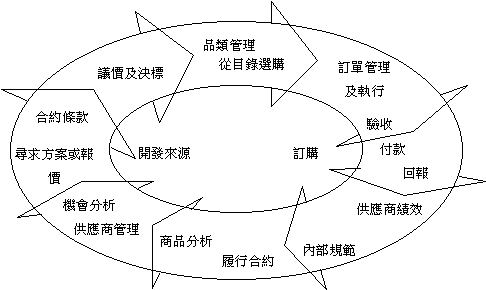 品類管理
從目錄選購
議價及決標
訂單管理
及執行
合約條款
驗收
尋求方案或報
價
開發來源
訂購
付款
回報
機會分析
供應商管理
供應商績效
商品分析
履行合約
內部規範